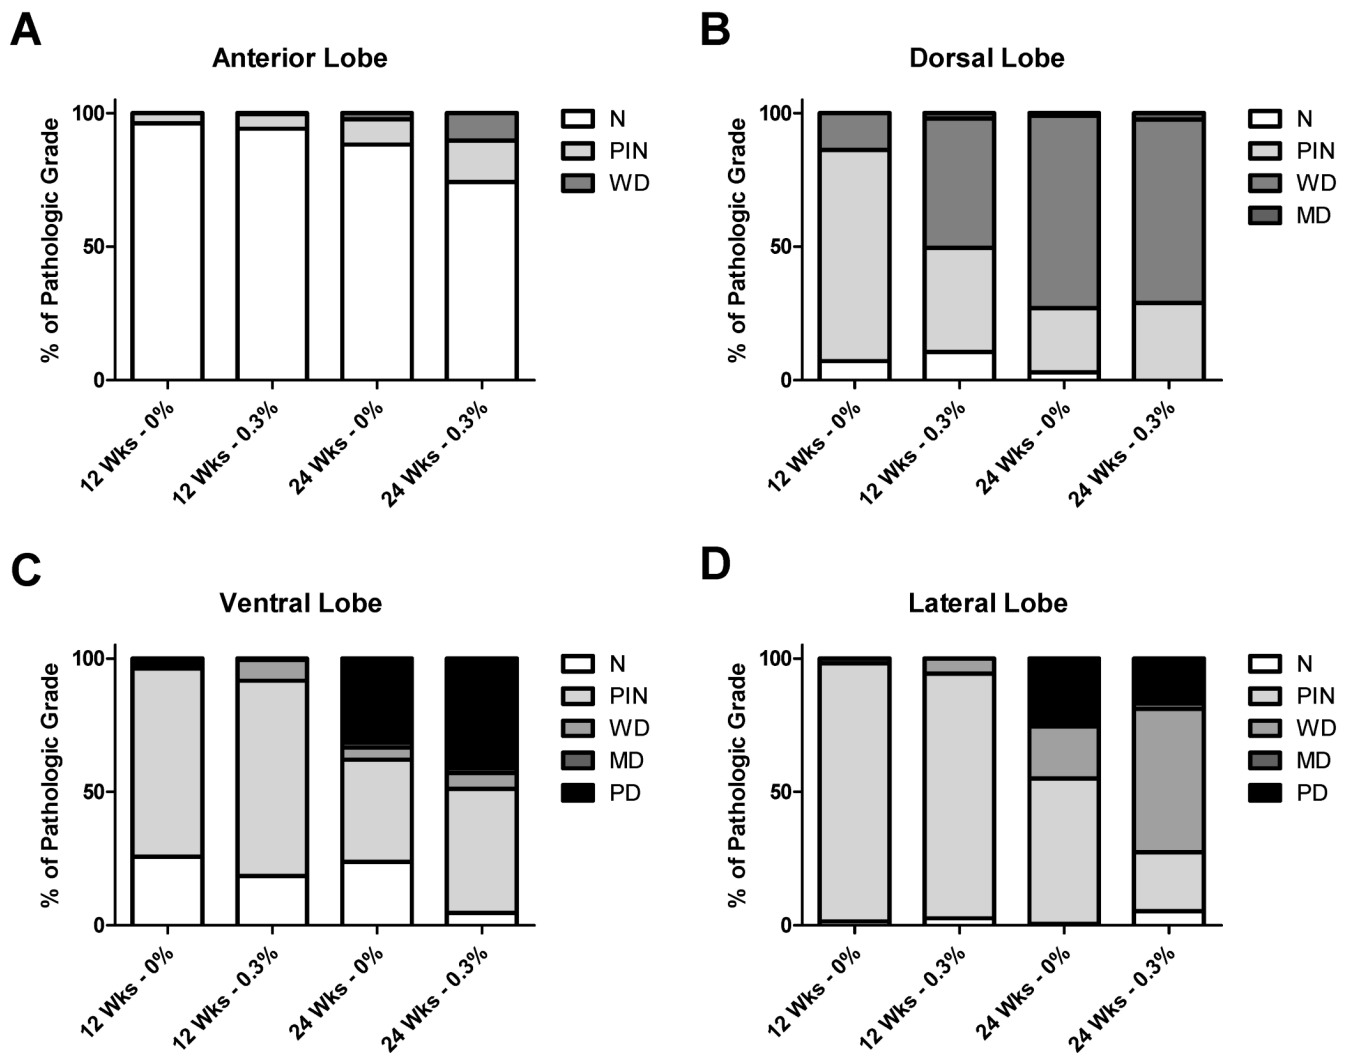 A
Anterior Lobe
% of Pathologic Grade
100
50
0
12 Wks - 0%
12 Wks - 0.3%
24 Wks - 0%
24 Wks - 0.3%
N
PIN
WD
B
Dorsal Lobe
% of Pathologic Grade
100
50
0
12 Wks - 0%
12 Wks - 0.3%
24 Wks - 0%
24 Wks - 0.3%
N
PIN
WD
MD
C
Ventral Lobe
% of Pathologic Grade
100
50
0
12 Wks - 0%
12 Wks - 0.3%
24 Wks - 0%
24 Wks - 0.3%
N
PIN
WD
MD
PD
D
Lateral Lobe
% of Pathologic Grade
100
50
0
12 Wks - 0%
12 Wks - 0.3%
24 Wks - 0%
24 Wks - 0.3%
N
PIN
WD
MD
PD